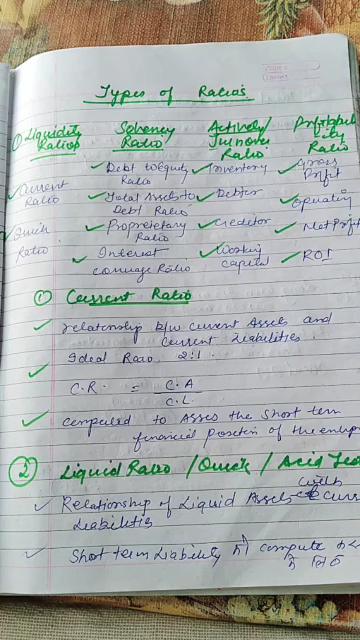 Types of Ratios
① Liquidity Ratios
✓ Current Ratio
✓ Quick Ratio
Solvency Ratio
✓ Debt to Equity Ratio
✓ Total Assets to Debt Ratio
✓ Proprietary Ratio
✓ Interest coverage Ratio
Activity / Turnover Ratio
✓ Inventory
✓ Debtor
✓ Creditor
✓ Working capital
Profitability Ratio
✓ Gross Profit
✓ Operating
✓ Net Profit
✓ ROI
① Current Ratio
✓ relationship b/w current Assets and
current Liabilities.
✓ Ideal Ratio 2:1.
✓ C.R. = C.A / C.L.
✓ computed to Asses the short term
financial position of the
② Liquid Ratio / Quick / Acid
✓ Relationship of Liquid Assets with
Liabilities
✓ Short term Liability को compute